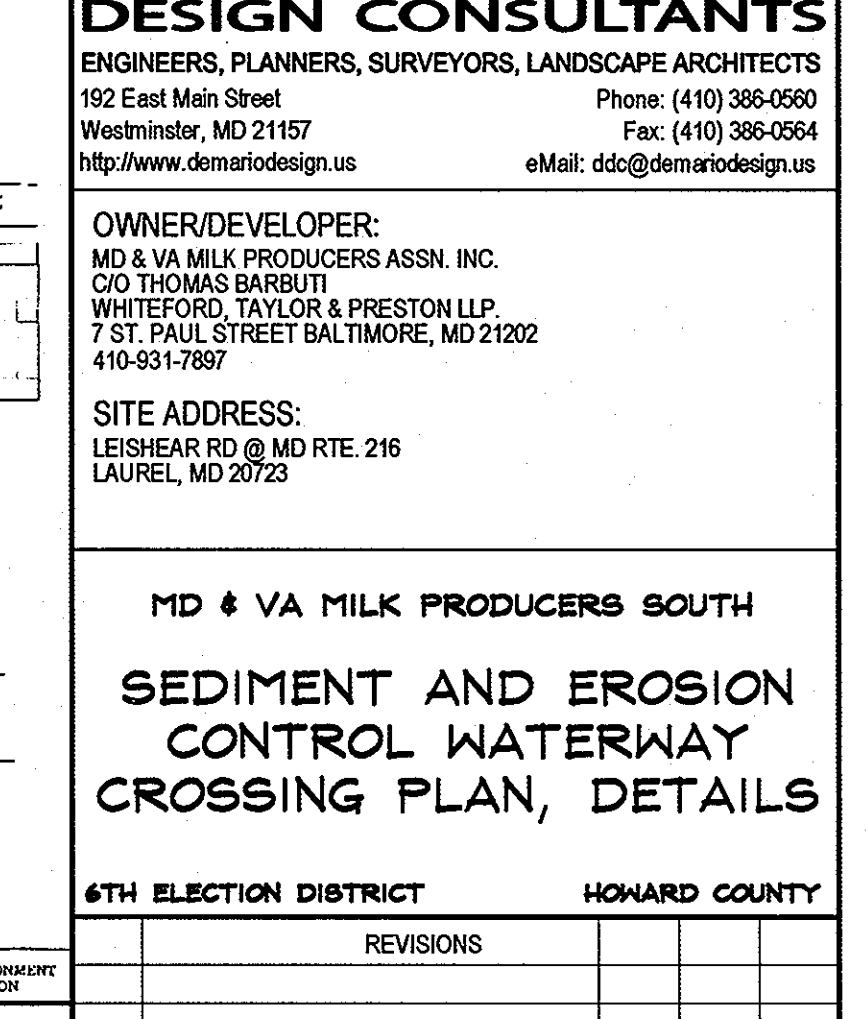 DESIGN CONSULTANTS
ENGINEERS, PLANNERS, SURVEYORS, LANDSCAPE ARCHITECTS
192 East Main Street Phone: (410) 386-0560
Westminster, MD 21157 Fax: (410) 386-0564
http://www.demariodesign.us eMail: ddc@demariodesign.us
OWNER/DEVELOPER:
MD & VA MILK PRODUCERS ASSN. INC.
C/O THOMAS BARBUTI
WHITEFORD, TAYLOR & PRESTON LLP.
7 ST. PAUL STREET BALTIMORE, MD 21202
410-931-7897
SITE ADDRESS:
LEISHEAR RD @ MD RTE. 216
LAUREL, MD 20723
MD & VA MILK PRODUCERS SOUTH
SEDIMENT AND EROSION
CONTROL WATERWAY
CROSSING PLAN, DETAILS
6TH ELECTION DISTRICT HOWARD COUNTY
REVISIONS